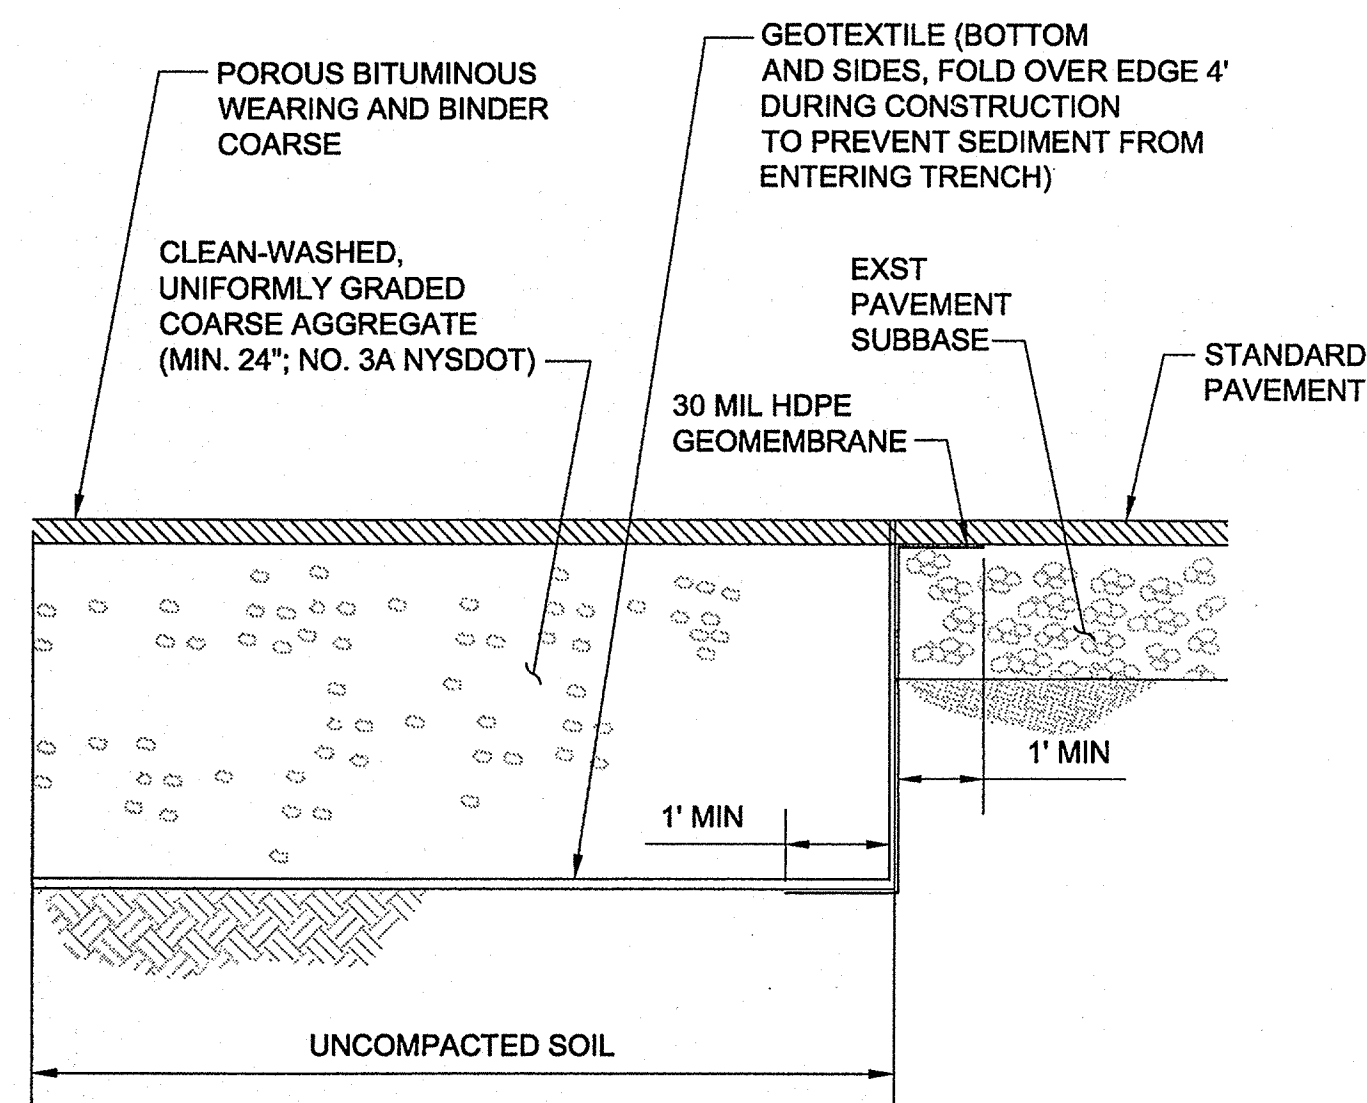 POROUS BITUMINOUS
WEARING AND BINDER
COARSE
GEOTEXTILE (BOTTOM
AND SIDES, FOLD OVER EDGE 4'
DURING CONSTRUCTION
TO PREVENT SEDIMENT FROM
ENTERING TRENCH)
CLEAN-WASHED,
UNIFORMLY GRADED
COARSE AGGREGATE
(MIN. 24"; NO. 3A NYSDOT)
EXST
PAVEMENT
SUBBASE
STANDARD
PAVEMENT
30 MIL HDPE
GEOMEMBRANE
1' MIN
1' MIN
UNCOMPACTED SOIL